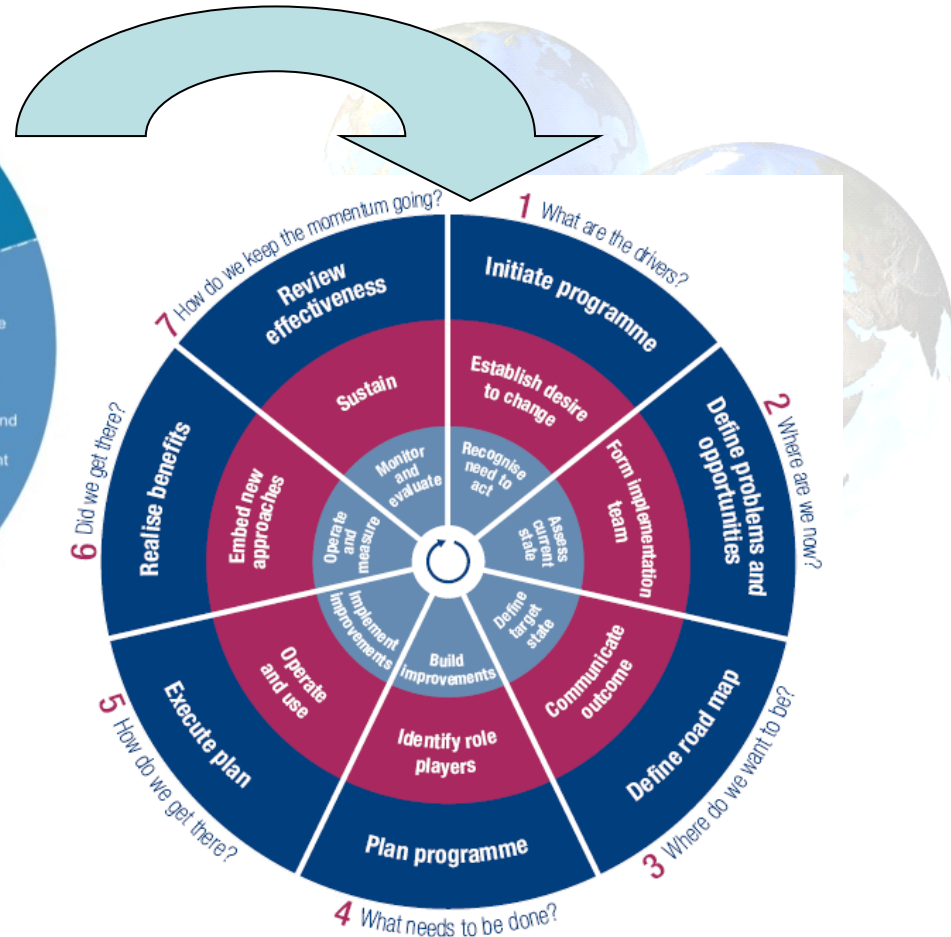 1 What are the drivers?
Initiate programme
Establish desire
to change
Recognise
need to
act
2 Where are we now?
Define problems and
opportunities
Form implementation
team
Assess
current
state
3 Where do we want to be?
Define road map
Communicate
outcome
Define
target
state
4 What needs to be done?
Plan programme
Identify role
players
Build
improvements
5 How do we get there?
Execute plan
Operate
and use
Implement
improvements
6 Did we get there?
Realise benefits
Embed new
approaches
Operate
and
measure
7 How do we keep the momentum going?
Review
effectiveness
Sustain
Monitor
and
evaluate